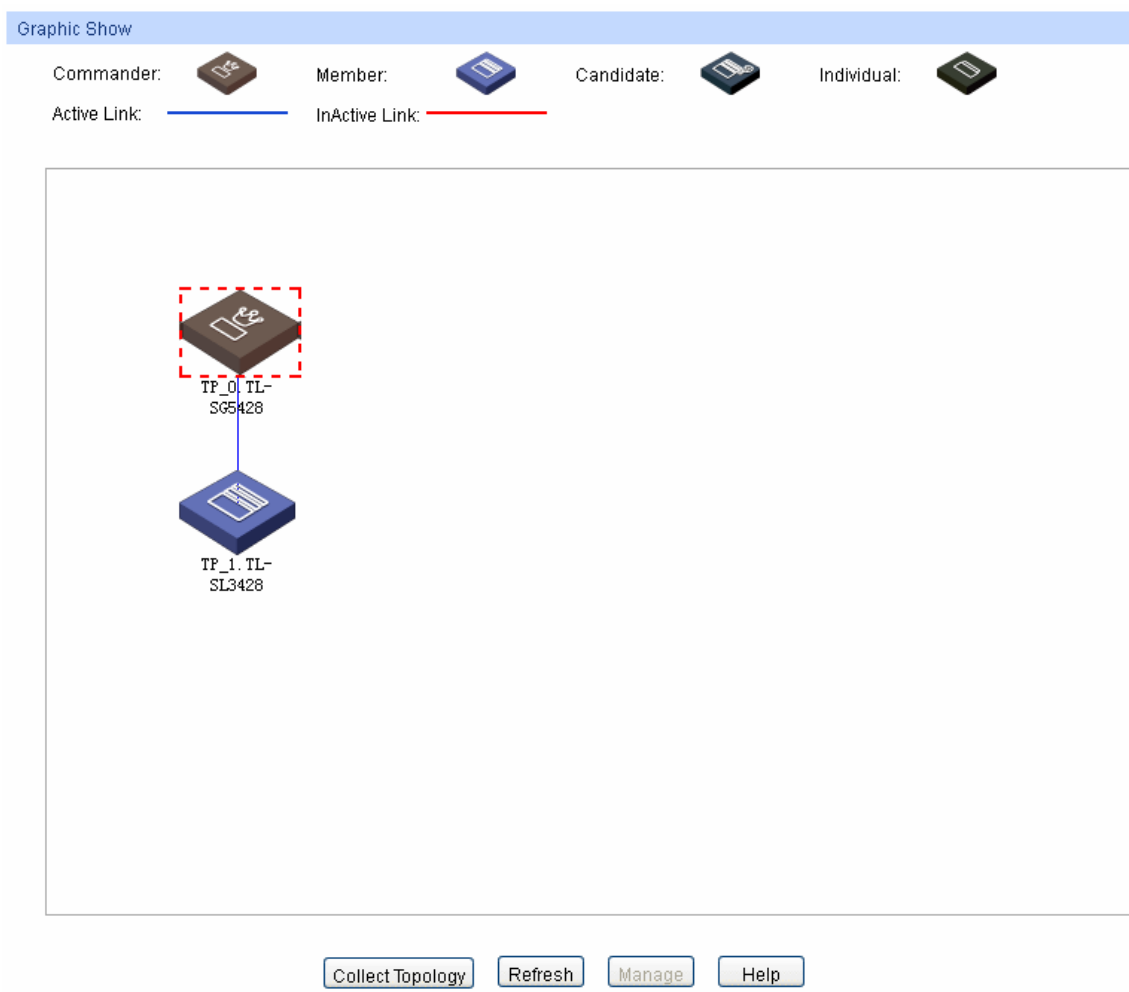 Graphic Show
Commander: Member: Candidate: Individual:
Active Link: InActive Link:
TP_0.TL-
SG5428
TP_1.TL-
SL3428
Collect Topology Refresh Manage Help